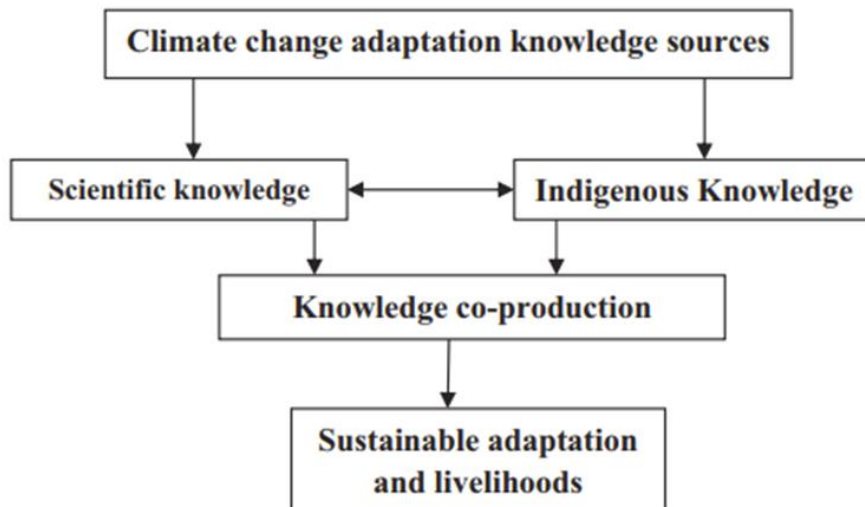 Climate change adaptation knowledge sources
Scientific knowledge
Indigenous Knowledge
Knowledge co-production
Sustainable adaptation
and livelihoods